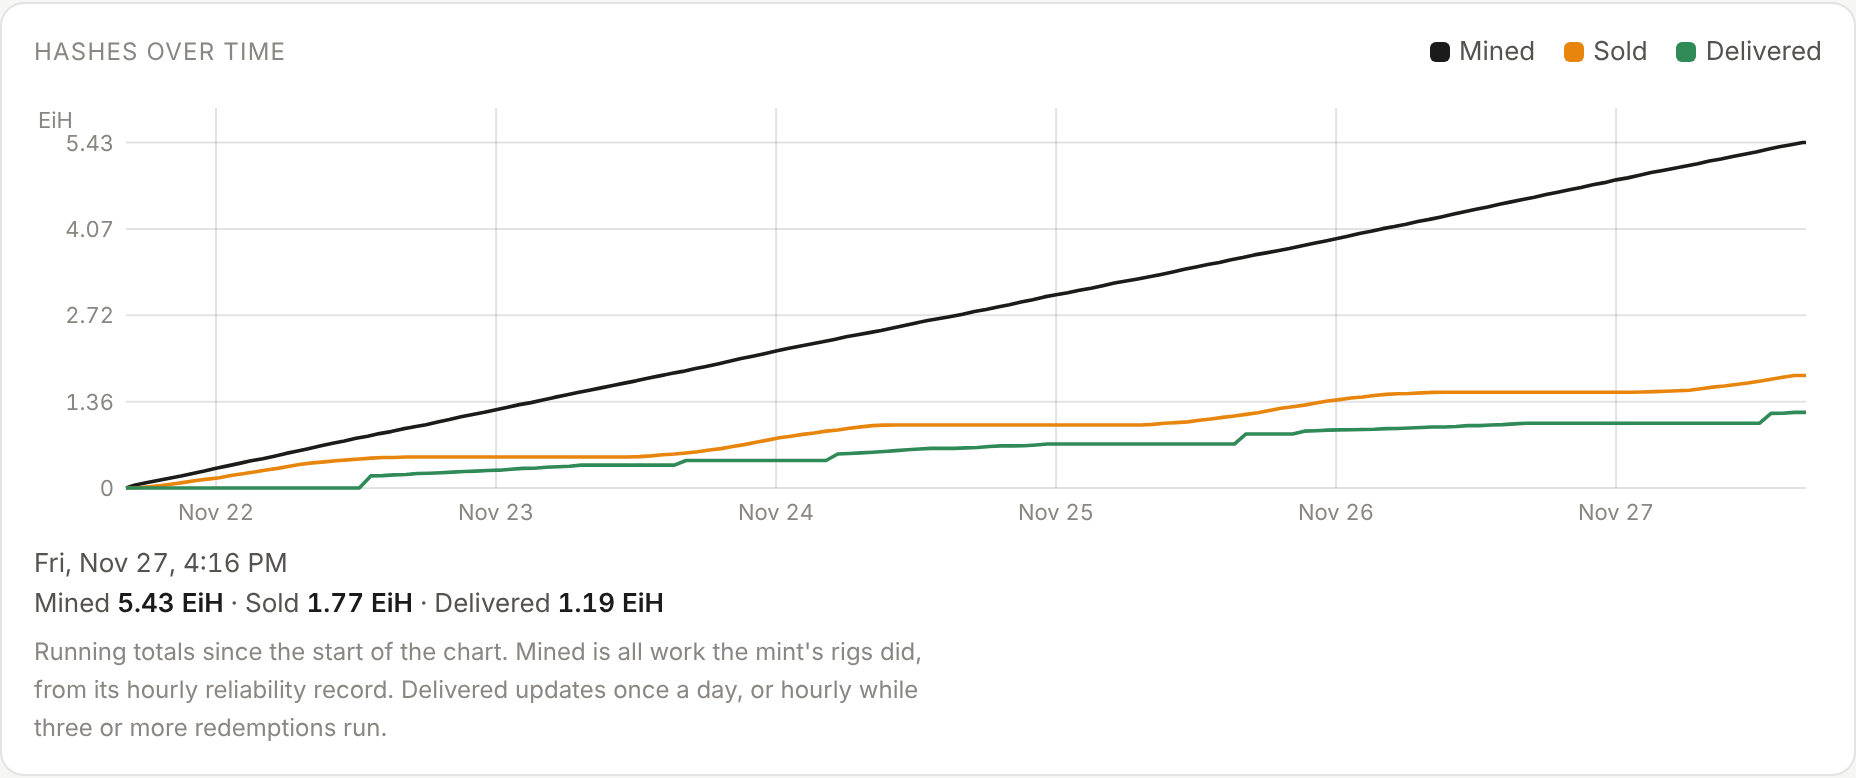 HASHES OVER TIME
Mined
Sold
Delivered
EiH
5.43
4.07
2.72
1.36
0
Nov 22
Nov 23
Nov 24
Nov 25
Nov 26
Nov 27
Fri, Nov 27, 4:16 PM
Mined 5.43 EiH · Sold 1.77 EiH · Delivered 1.19 EiH
Running totals since the start of the chart. Mined is all work the mint's rigs did,
from its hourly reliability record. Delivered updates once a day, or hourly while
three or more redemptions run.